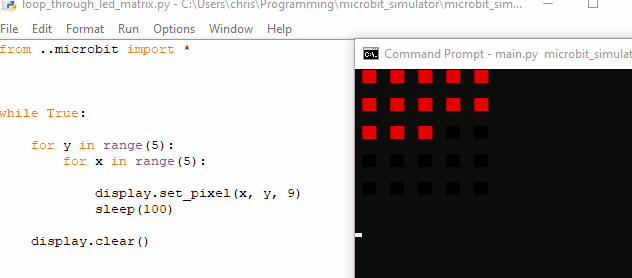 loop_through_led_matrix.py - C:\Users\chris\Programming\microbit_simulator\microbit_sim...
File Edit Format Run Options Window Help
from ..microbit import *
while True:
for y in range(5):
for x in range(5):
display.set_pixel(x, y, 9)
sleep(100)
display.clear()
Command Prompt - main.py microbit_simulat